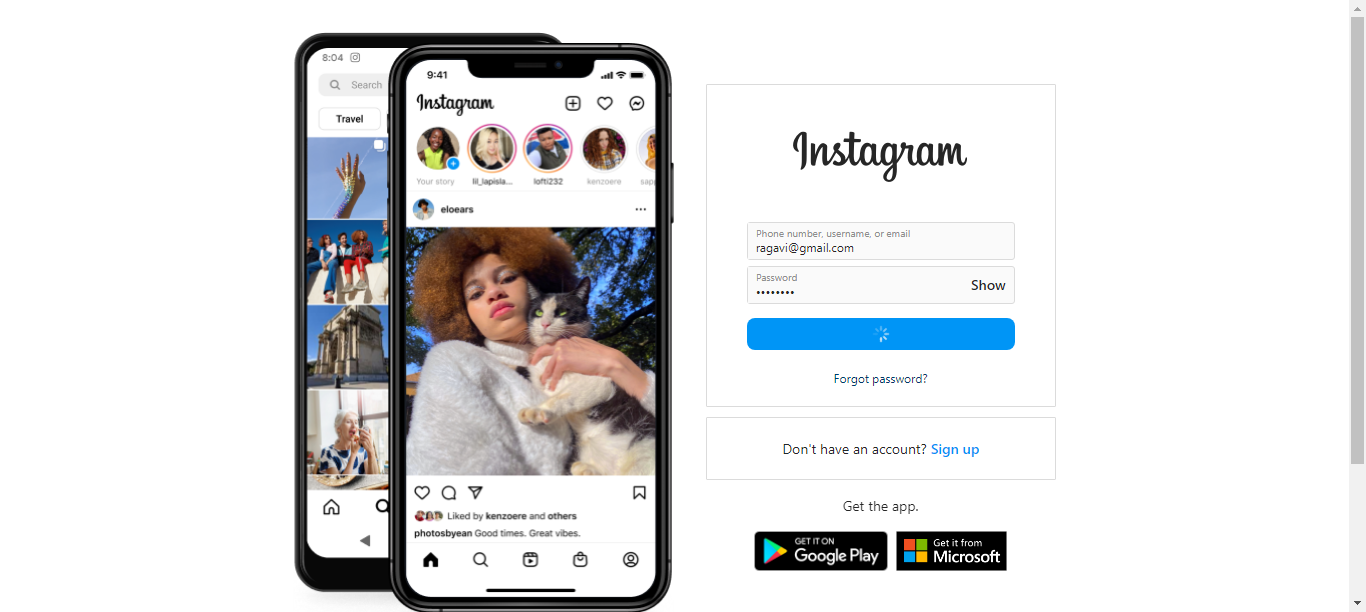 8:04
Search
Travel
9:41
Instagram
Your story
lil_lapisla...
lofti232
kenzoere
sapp
eloears
Liked by kenzoere and others
photosbyean Good times. Great vibes.
Instagram
Phone number, username, or email
ragavi@gmail.com
Password
••••••••
Show
Forgot password?
Don't have an account? Sign up
Get the app.
GET IT ON
Google Play
Get it from
Microsoft